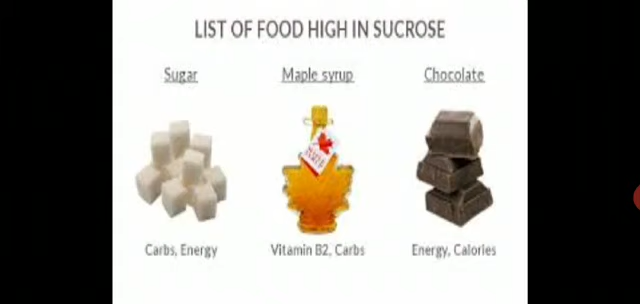 LIST OF FOOD HIGH IN SUCROSE
Sugar Maple syrup Chocolate
Carbs, Energy Vitamin B2, Carbs Energy, Calories